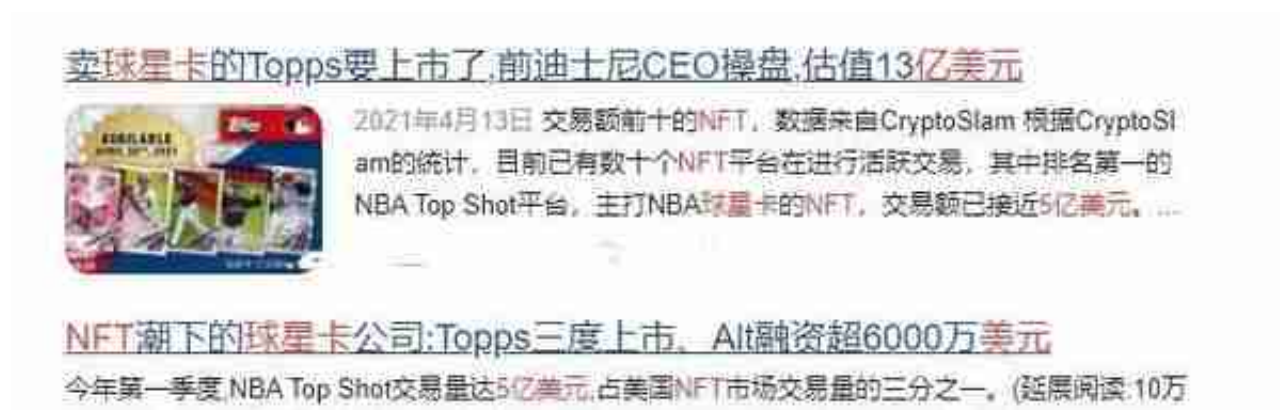 卖球星卡的Topps要上市了,前迪士尼CEO操盘,估值13亿美元
AVAILABLE
2021年4月13日 交易额前十的NFT，数据来自CryptoSlam 根据CryptoSl
am的统计，目前已有数十个NFT平台在进行活跃交易，其中排名第一的
NBA Top Shot平台，主打NBA球星卡的NFT，交易额已接近5亿美元。...
NFT潮下的球星卡公司:Topps三度上市、Alt融资超6000万美元
今年第一季度,NBA Top Shot交易量达5亿美元,占美国NFT市场交易量的三分之一。(延展阅读:10万